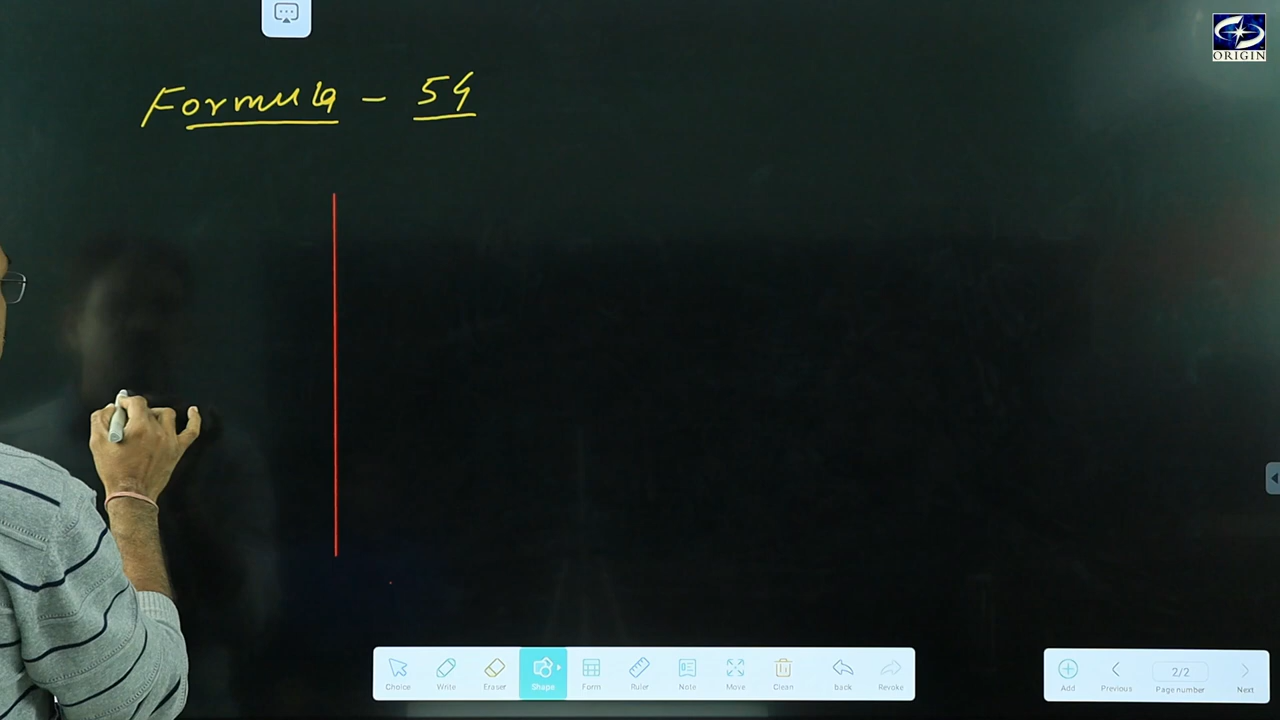 ORIGIN
Formula - 54
Choice Write Eraser Shape Form Ruler Note Move Clean back Revoke
Add Previous 2/2 Page number Next